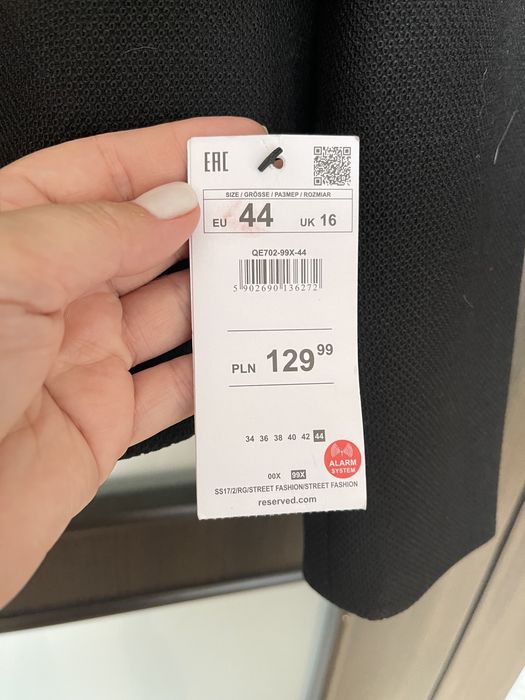 EAC
SIZE / GRÖSSE / РАЗМЕР / ROZMIAR
EU 44 UK 16
QE702-99X-44
5 902690 136272
PLN 129 99
34 36 38 40 42 44
ALARM
SYSTEM
00X 99X
SS17/2/RG/STREET FASHION/STREET FASHION
reserved.com